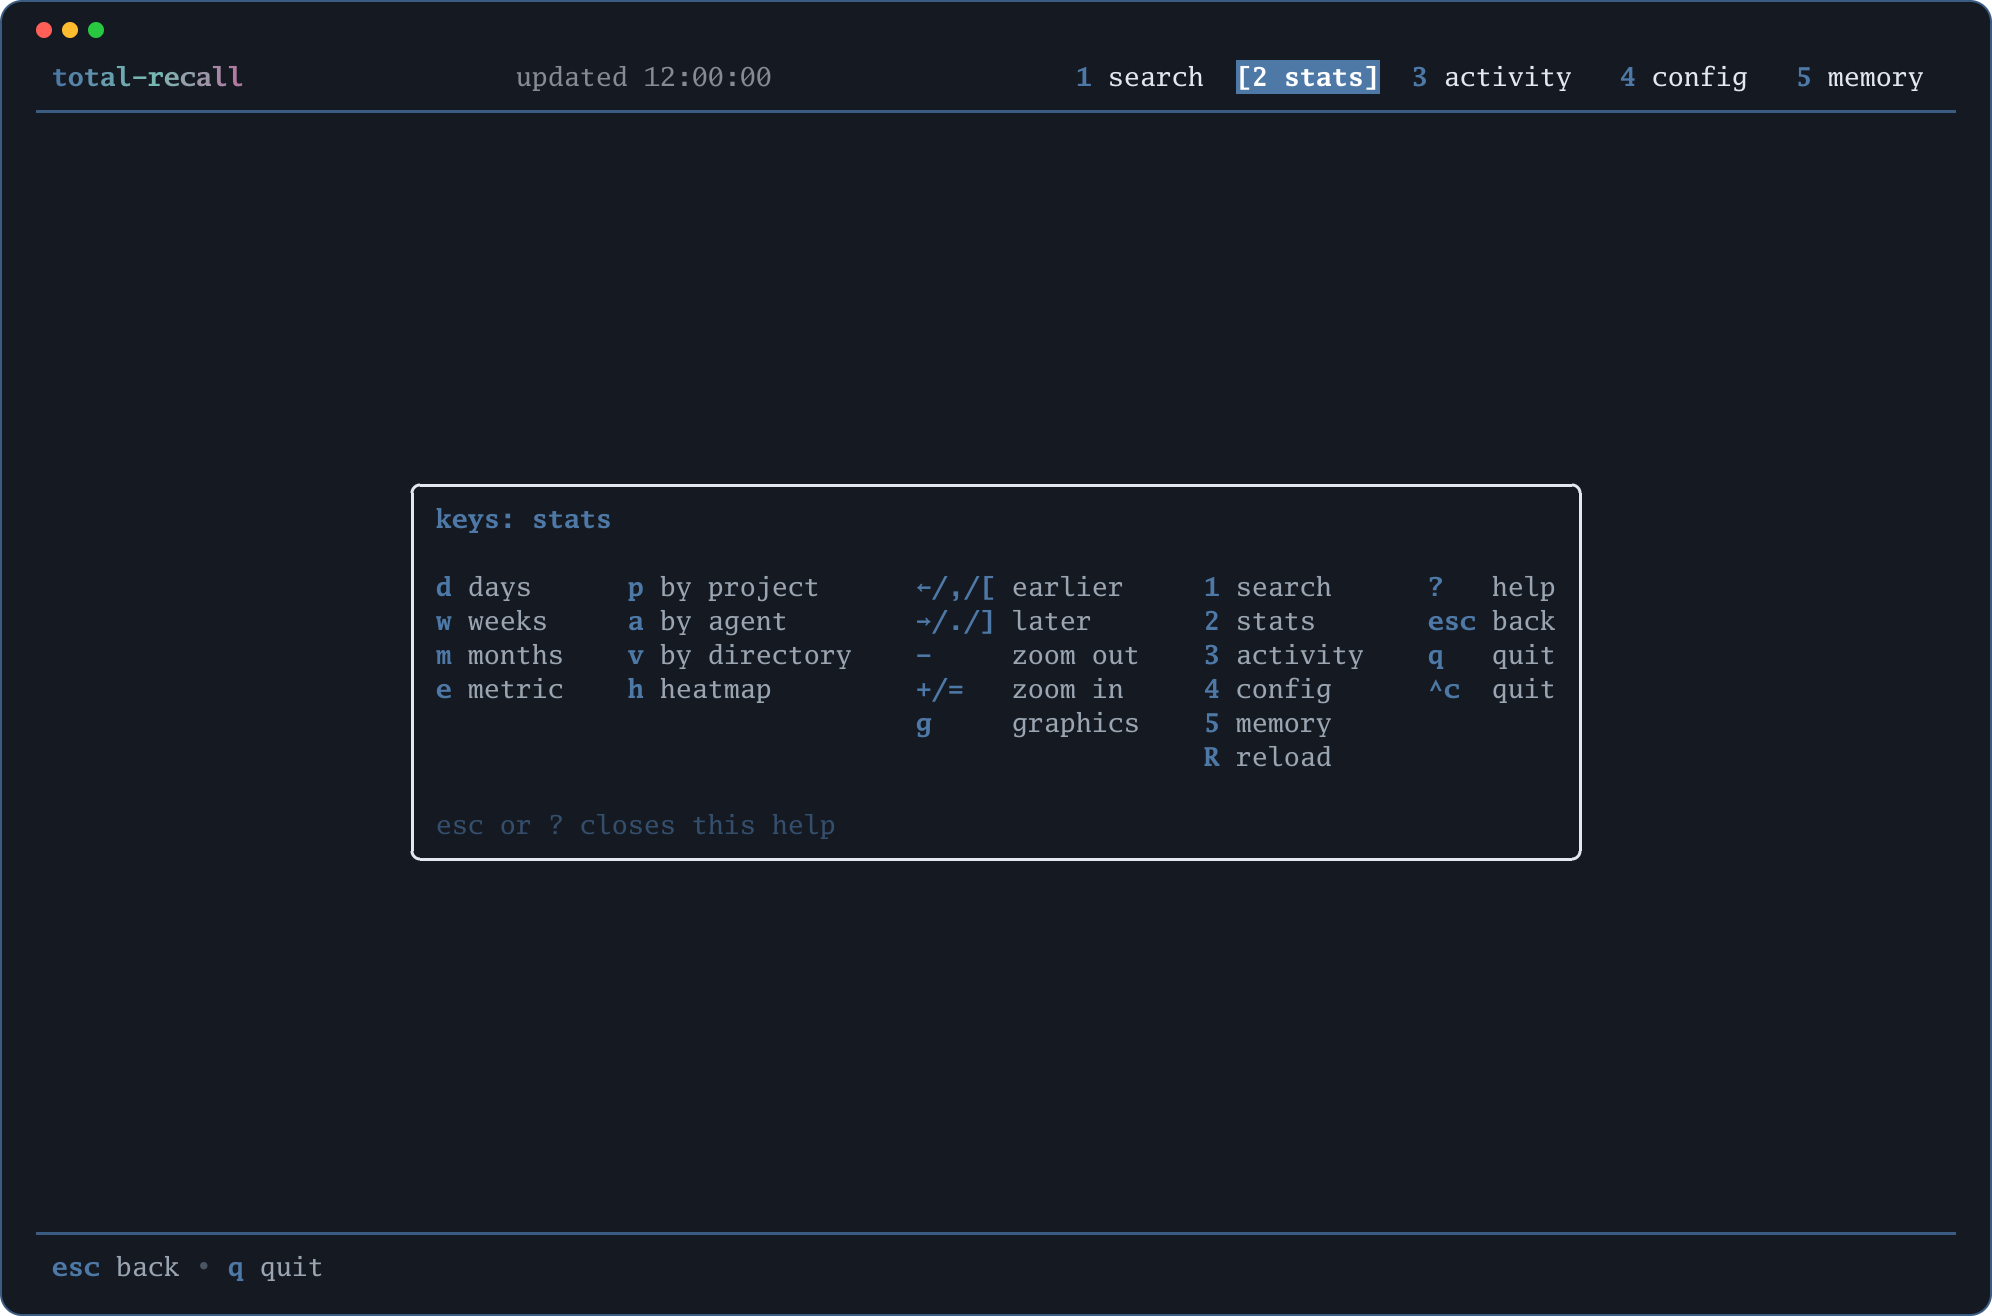 total-recall updated 12:00:00 1 search [2 stats] 3 activity 4 config 5 memory
keys: stats
d days p by project ←/,/[ earlier 1 search ? help
w weeks a by agent →/./] later 2 stats esc back
m months v by directory - zoom out 3 activity q quit
e metric h heatmap +/= zoom in 4 config ^c quit
g graphics 5 memory
R reload
esc or ? closes this help
esc back • q quit